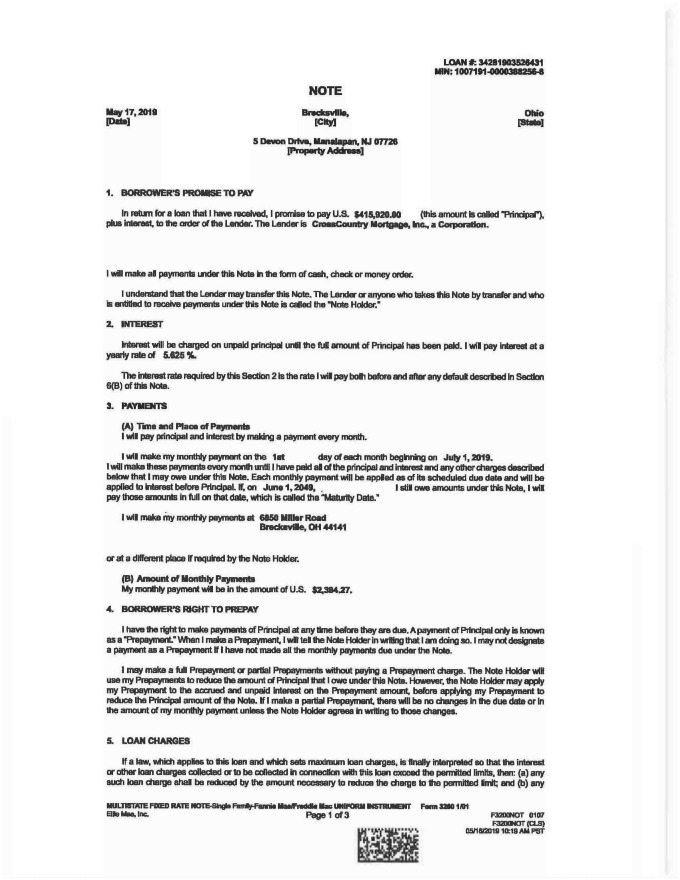 LOAN #: 34281903526431
MIN: 1007191-0000388256-8
NOTE
May 17, 2019 Brecksville, Ohio
[Date] [City] [State]
5 Devon Drive, Manalapan, NJ 07726
[Property Address]
1. BORROWER'S PROMISE TO PAY
In return for a loan that I have received, I promise to pay U.S. $415,920.00 (this amount is called "Principal"),
plus interest, to the order of the Lender. The Lender is CrossCountry Mortgage, Inc., a Corporation.
I will make all payments under this Note in the form of cash, check or money order.
I understand that the Lender may transfer this Note. The Lender or anyone who takes this Note by transfer and who
is entitled to receive payments under this Note is called the "Note Holder."
2. INTEREST
Interest will be charged on unpaid principal until the full amount of Principal has been paid. I will pay interest at a
yearly rate of 5.625 %.
The interest rate required by this Section 2 is the rate I will pay both before and after any default described in Section
6(B) of this Note.
3. PAYMENTS
(A) Time and Place of Payments
I will pay principal and interest by making a payment every month.
I will make my monthly payment on the 1st day of each month beginning on July 1, 2019.
I will make these payments every month until I have paid all of the principal and interest and any other charges described
below that I may owe under this Note. Each monthly payment will be applied as of its scheduled due date and will be
applied to interest before Principal. If, on June 1, 2049, I still owe amounts under this Note, I will
pay those amounts in full on that date, which is called the "Maturity Date."
I will make my monthly payments at 6850 Miller Road
Brecksville, OH 44141
or at a different place if required by the Note Holder.
(B) Amount of Monthly Payments
My monthly payment will be in the amount of U.S. $2,394.27.
4. BORROWER'S RIGHT TO PREPAY
I have the right to make payments of Principal at any time before they are due. A payment of Principal only is known
as a "Prepayment." When I make a Prepayment, I will tell the Note Holder in writing that I am doing so. I may not designate
a payment as a Prepayment if I have not made all the monthly payments due under the Note.
I may make a full Prepayment or partial Prepayments without paying a Prepayment charge. The Note Holder will
use my Prepayments to reduce the amount of Principal that I owe under this Note. However, the Note Holder may apply
my Prepayment to the accrued and unpaid interest on the Prepayment amount, before applying my Prepayment to
reduce the Principal amount of the Note. If I make a partial Prepayment, there will be no changes in the due date or in
the amount of my monthly payment unless the Note Holder agrees in writing to those changes.
5. LOAN CHARGES
If a law, which applies to this loan and which sets maximum loan charges, is finally interpreted so that the interest
or other loan charges collected or to be collected in connection with this loan exceed the permitted limits, then: (a) any
such loan charge shall be reduced by the amount necessary to reduce the charge to the permitted limit; and (b) any
MULTISTATE FIXED RATE NOTE-Single Family-Fannie Mae/Freddie Mac UNIFORM INSTRUMENT Form 3200 1/01
Ellie Mae, Inc. Page 1 of 3 F3200NOT 0107
F3200NOT (CLS)
05/16/2019 10:19 AM PST